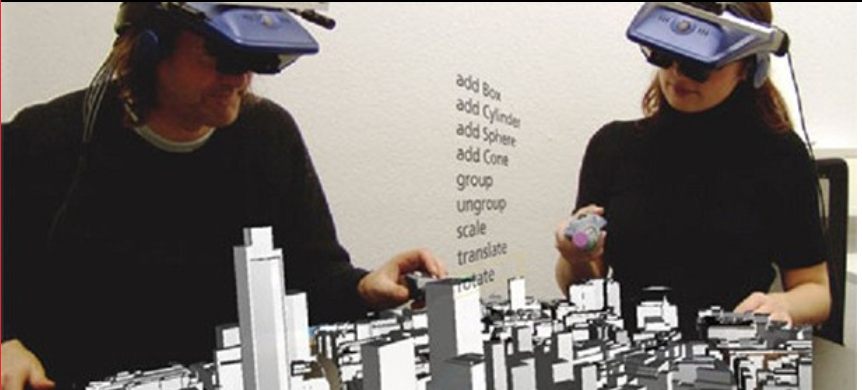 add Box
add Cylinder
add Sphere
add Cone
group
ungroup
scale
translate
rotate